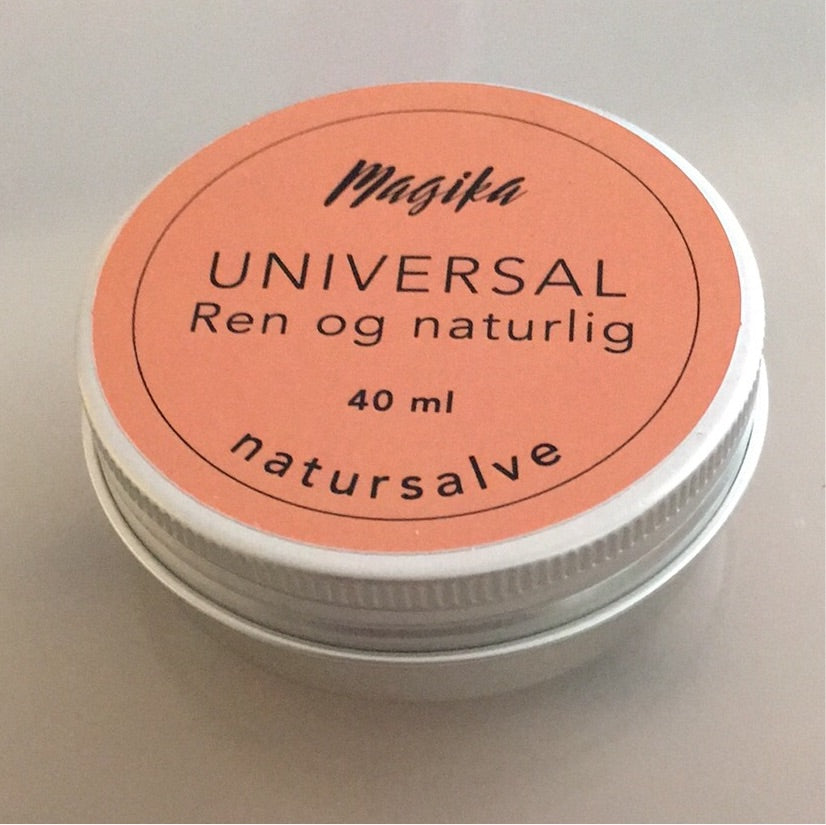 Magika
UNIVERSAL
Ren og naturlig
40 ml
natursalve